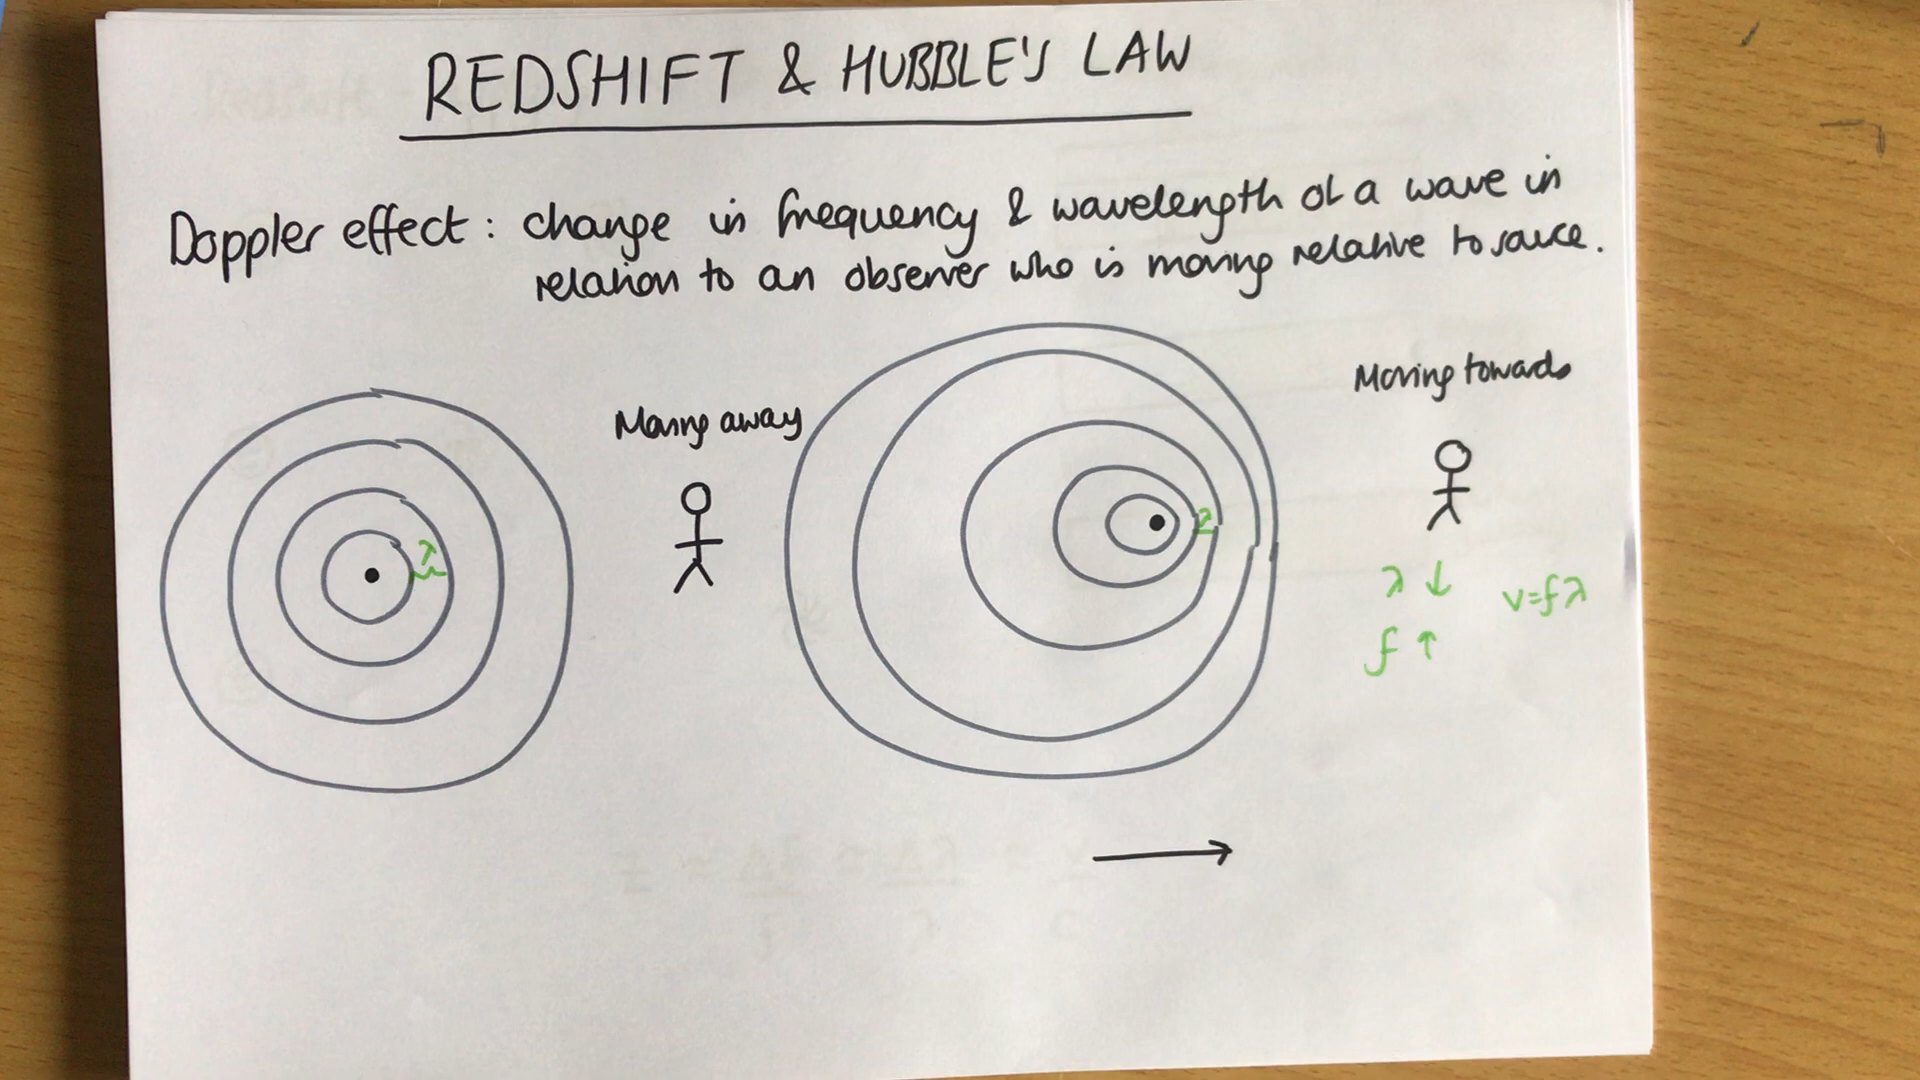 REDSHIFT & HUBBLE'S LAW
Doppler effect : change in frequency & wavelength of a wave in
relation to an observer who is moving relative to source.
Moving away
Moving towards
λ
λ
λ ↓
v=fλ
f ↑